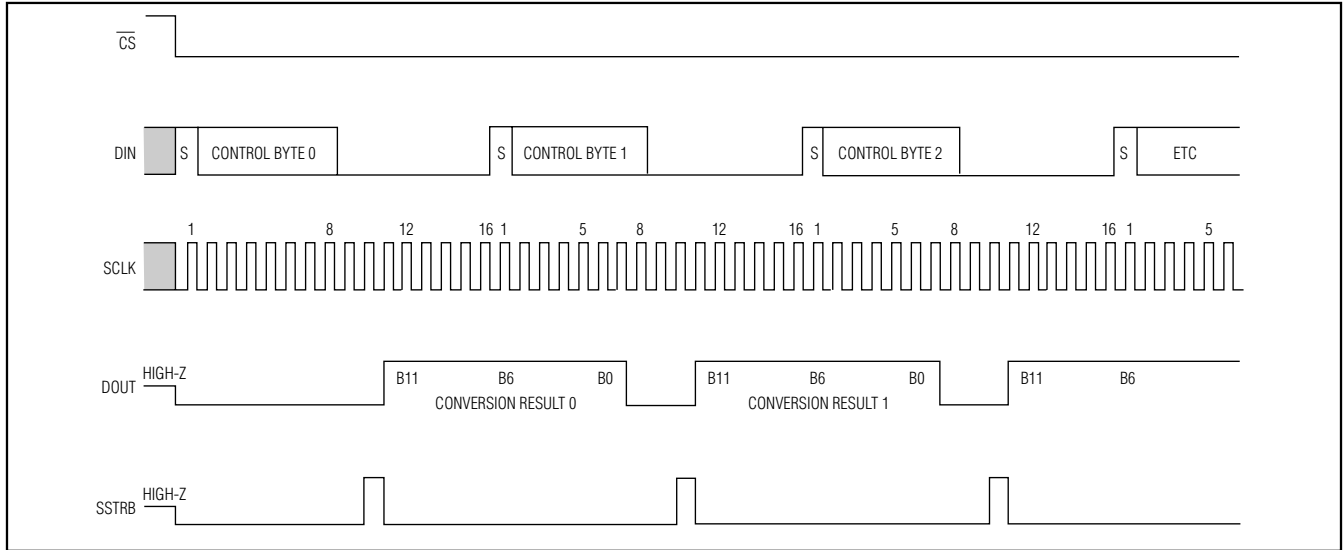 CS
DIN S CONTROL BYTE 0 S CONTROL BYTE 1 S CONTROL BYTE 2 S ETC
1 8 12 16 1 5 8 12 16 1 5 8 12 16 1 5
SCLK
HIGH-Z
DOUT
B11 B6 B0 B11 B6 B0 B11 B6
CONVERSION RESULT 0 CONVERSION RESULT 1
HIGH-Z
SSTRB